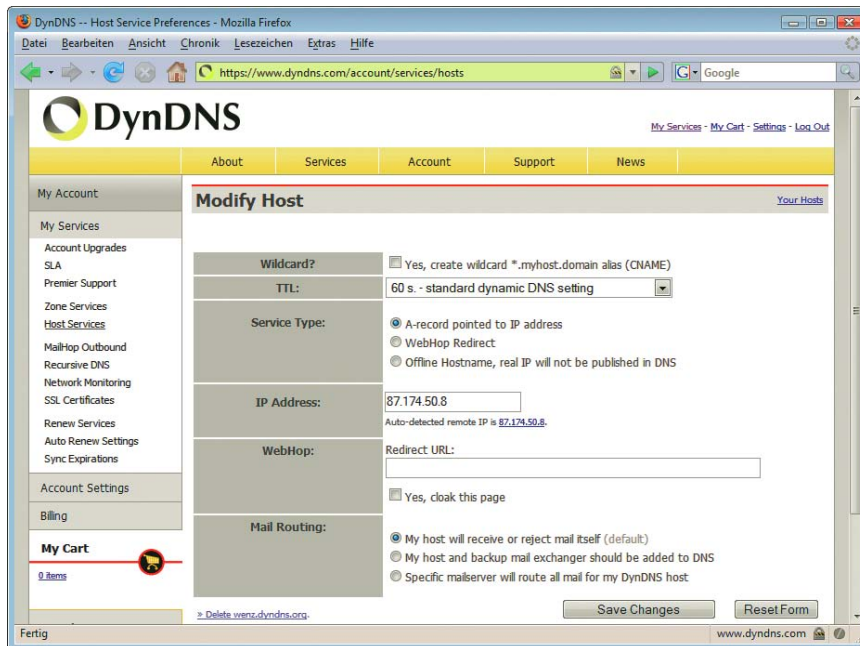 DynDNS -- Host Service Preferences - Mozilla Firefox
Datei Bearbeiten Ansicht Chronik Lesezeichen Extras Hilfe
https://www.dyndns.com/account/services/hosts
Google
DynDNS
My Services - My Cart - Settings - Log Out
About Services Account Support News
My Account
My Services
Account Upgrades
SLA
Premier Support
Zone Services
Host Services
MailHop Outbound
Recursive DNS
Network Monitoring
SSL Certificates
Renew Services
Auto Renew Settings
Sync Expirations
Account Settings
Billing
My Cart
0 items
Modify Host
Your Hosts
Wildcard? Yes, create wildcard *.myhost.domain alias (CNAME)
TTL: 60 s. - standard dynamic DNS setting
Service Type: A-record pointed to IP address
WebHop Redirect
Offline Hostname, real IP will not be published in DNS
IP Address: 87.174.50.8
Auto-detected remote IP is 87.174.50.8.
WebHop: Redirect URL:
Yes, cloak this page
Mail Routing: My host will receive or reject mail itself (default)
My host and backup mail exchanger should be added to DNS
Specific mailserver will route all mail for my DynDNS host
» Delete wenz.dyndns.org.
Save Changes Reset Form
Fertig
www.dyndns.com